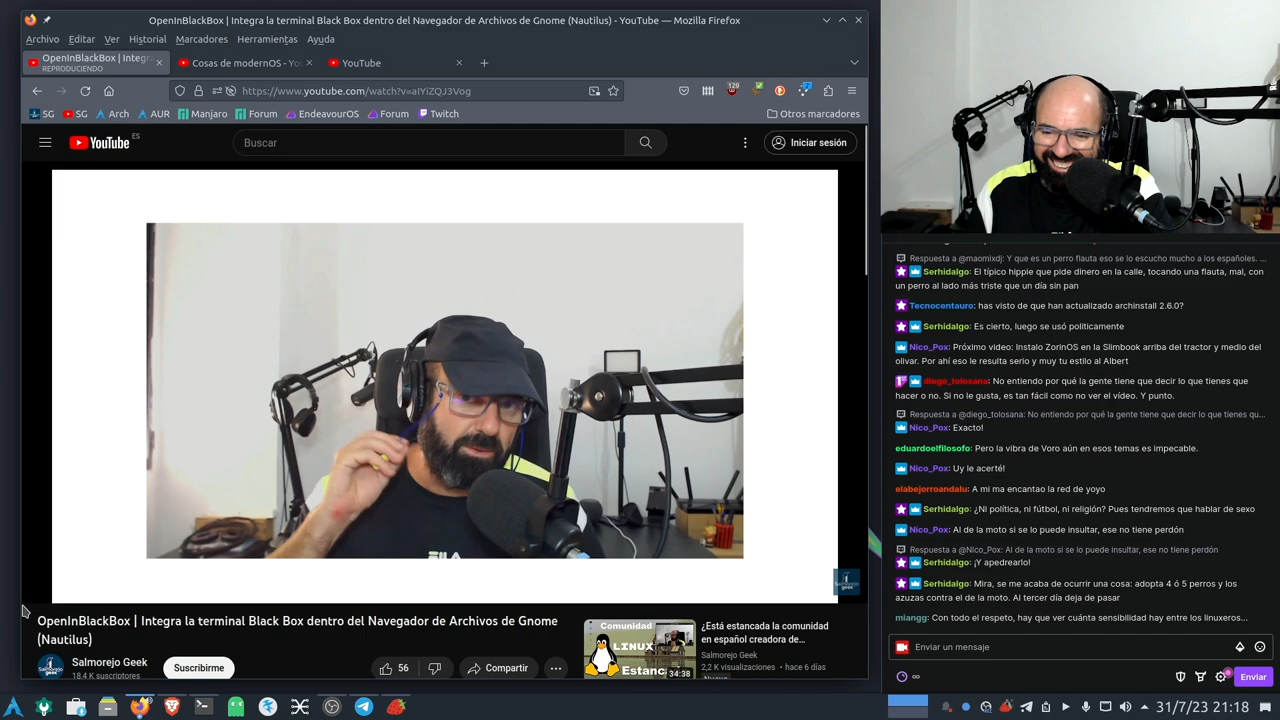 OpenInBlackBox | Integra la terminal Black Box dentro del Navegador de Archivos de Gnome (Nautilus) - YouTube — Mozilla Firefox
Archivo Editar Ver Historial Marcadores Herramientas Ayuda
OpenInBlackBox | Integra
REPRODUCIENDO
Cosas de modernOS - You
YouTube
https://www.youtube.com/watch?v=aIYIZQJ3Vog
129
SG SG Arch AUR Manjaro Forum EndeavourOS Forum Twitch Otros marcadores
YouTube ES
Buscar
Iniciar sesión
Salmorejo
geek
OpenInBlackBox | Integra la terminal Black Box dentro del Navegador de Archivos de Gnome
(Nautilus)
Salmorejo Geek
18.4 K suscriptores
Suscribirme
56
Compartir
Comunidad
LINUX
Estanc
34:38
¿Está estancada la comunidad
en español creadora de…
Salmorejo Geek
2,2 K visualizaciones • hace 6 días
Nuevo
Respuesta a @maomixdj: Y que es un perro flauta eso se lo escucho mucho a los españoles. ...
Serhidalgo: El típico hippie que pide dinero en la calle, tocando una flauta, mal, con
un perro al lado más triste que un día sin pan
Tecnocentauro: has visto de que han actualizado archinstall 2.6.0?
Serhidalgo: Es cierto, luego se usó politicamente
Nico_Pox: Próximo video: Instalo ZorinOS en la Slimbook arriba del tractor y medio del
olivar. Por ahí eso le resulta serio y muy tu estilo al Albert
diego_tolosana: No entiendo por qué la gente tiene que decir lo que tienes que
hacer o no. Si no le gusta, es tan fácil como no ver el vídeo. Y punto.
Respuesta a @diego_tolosana: No entiendo por qué la gente tiene que decir lo que tienes qu...
Nico_Pox: Exacto!
eduardoelfilosofo: Pero la vibra de Voro aún en esos temas es impecable.
Nico_Pox: Uy le acerté!
elabejorroandalu: A mi ma encantao la red de yoyo
Serhidalgo: ¿Ni política, ni fútbol, ni religión? Pues tendremos que hablar de sexo
Nico_Pox: Al de la moto si se lo puede insultar, ese no tiene perdón
Respuesta a @Nico_Pox: Al de la moto si se lo puede insultar, ese no tiene perdón
Serhidalgo: ¡Y apedrearlo!
Serhidalgo: Mira, se me acaba de ocurrir una cosa: adopta 4 ó 5 perros y los
azuzas contra el de la moto. Al tercer día deja de pasar
miangg: Con todo el respeto, hay que ver cuánta sensibilidad hay entre los linuxeros...
Enviar un mensaje
∞
Enviar
31/7/23 21:18